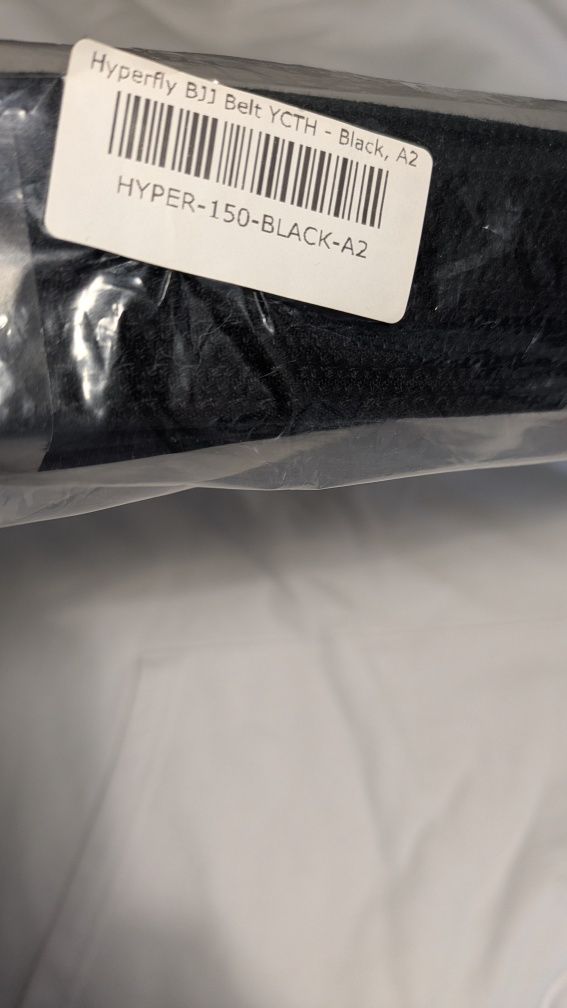 Hyperfly BJJ Belt YCTH - Black, A2
HYPER-150-BLACK-A2